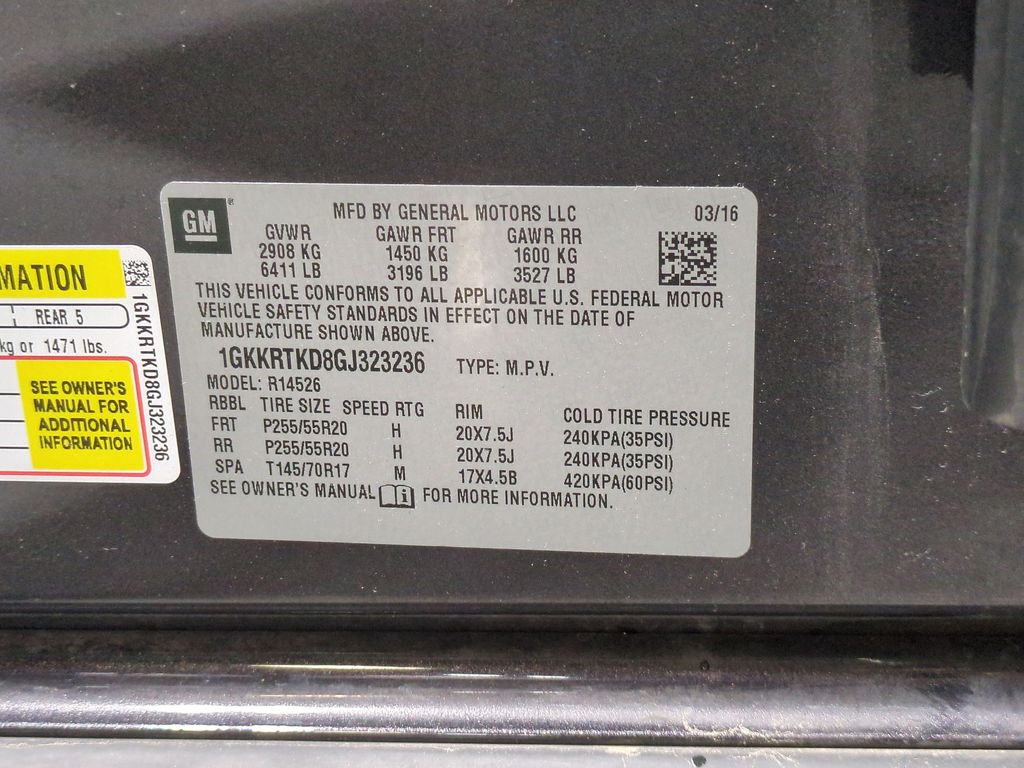 GM
MFD BY GENERAL MOTORS LLC 03/16
GVWR GAWR FRT GAWR RR
2908 KG 1450 KG 1600 KG
6411 LB 3196 LB 3527 LB
THIS VEHICLE CONFORMS TO ALL APPLICABLE U.S. FEDERAL MOTOR
VEHICLE SAFETY STANDARDS IN EFFECT ON THE DATE OF
MANUFACTURE SHOWN ABOVE.
1GKKRTKD8GJ323236 TYPE: M.P.V.
MODEL: R14526
RBBL TIRE SIZE SPEED RTG RIM COLD TIRE PRESSURE
FRT P255/55R20 H 20X7.5J 240KPA(35PSI)
RR P255/55R20 H 20X7.5J 240KPA(35PSI)
SPA T145/70R17 M 17X4.5B 420KPA(60PSI)
SEE OWNER'S MANUAL i FOR MORE INFORMATION.
MATION
REAR 5
kg or 1471 lbs.
SEE OWNER'S
MANUAL FOR
ADDITIONAL
INFORMATION
1GKKRTKD8GJ323236